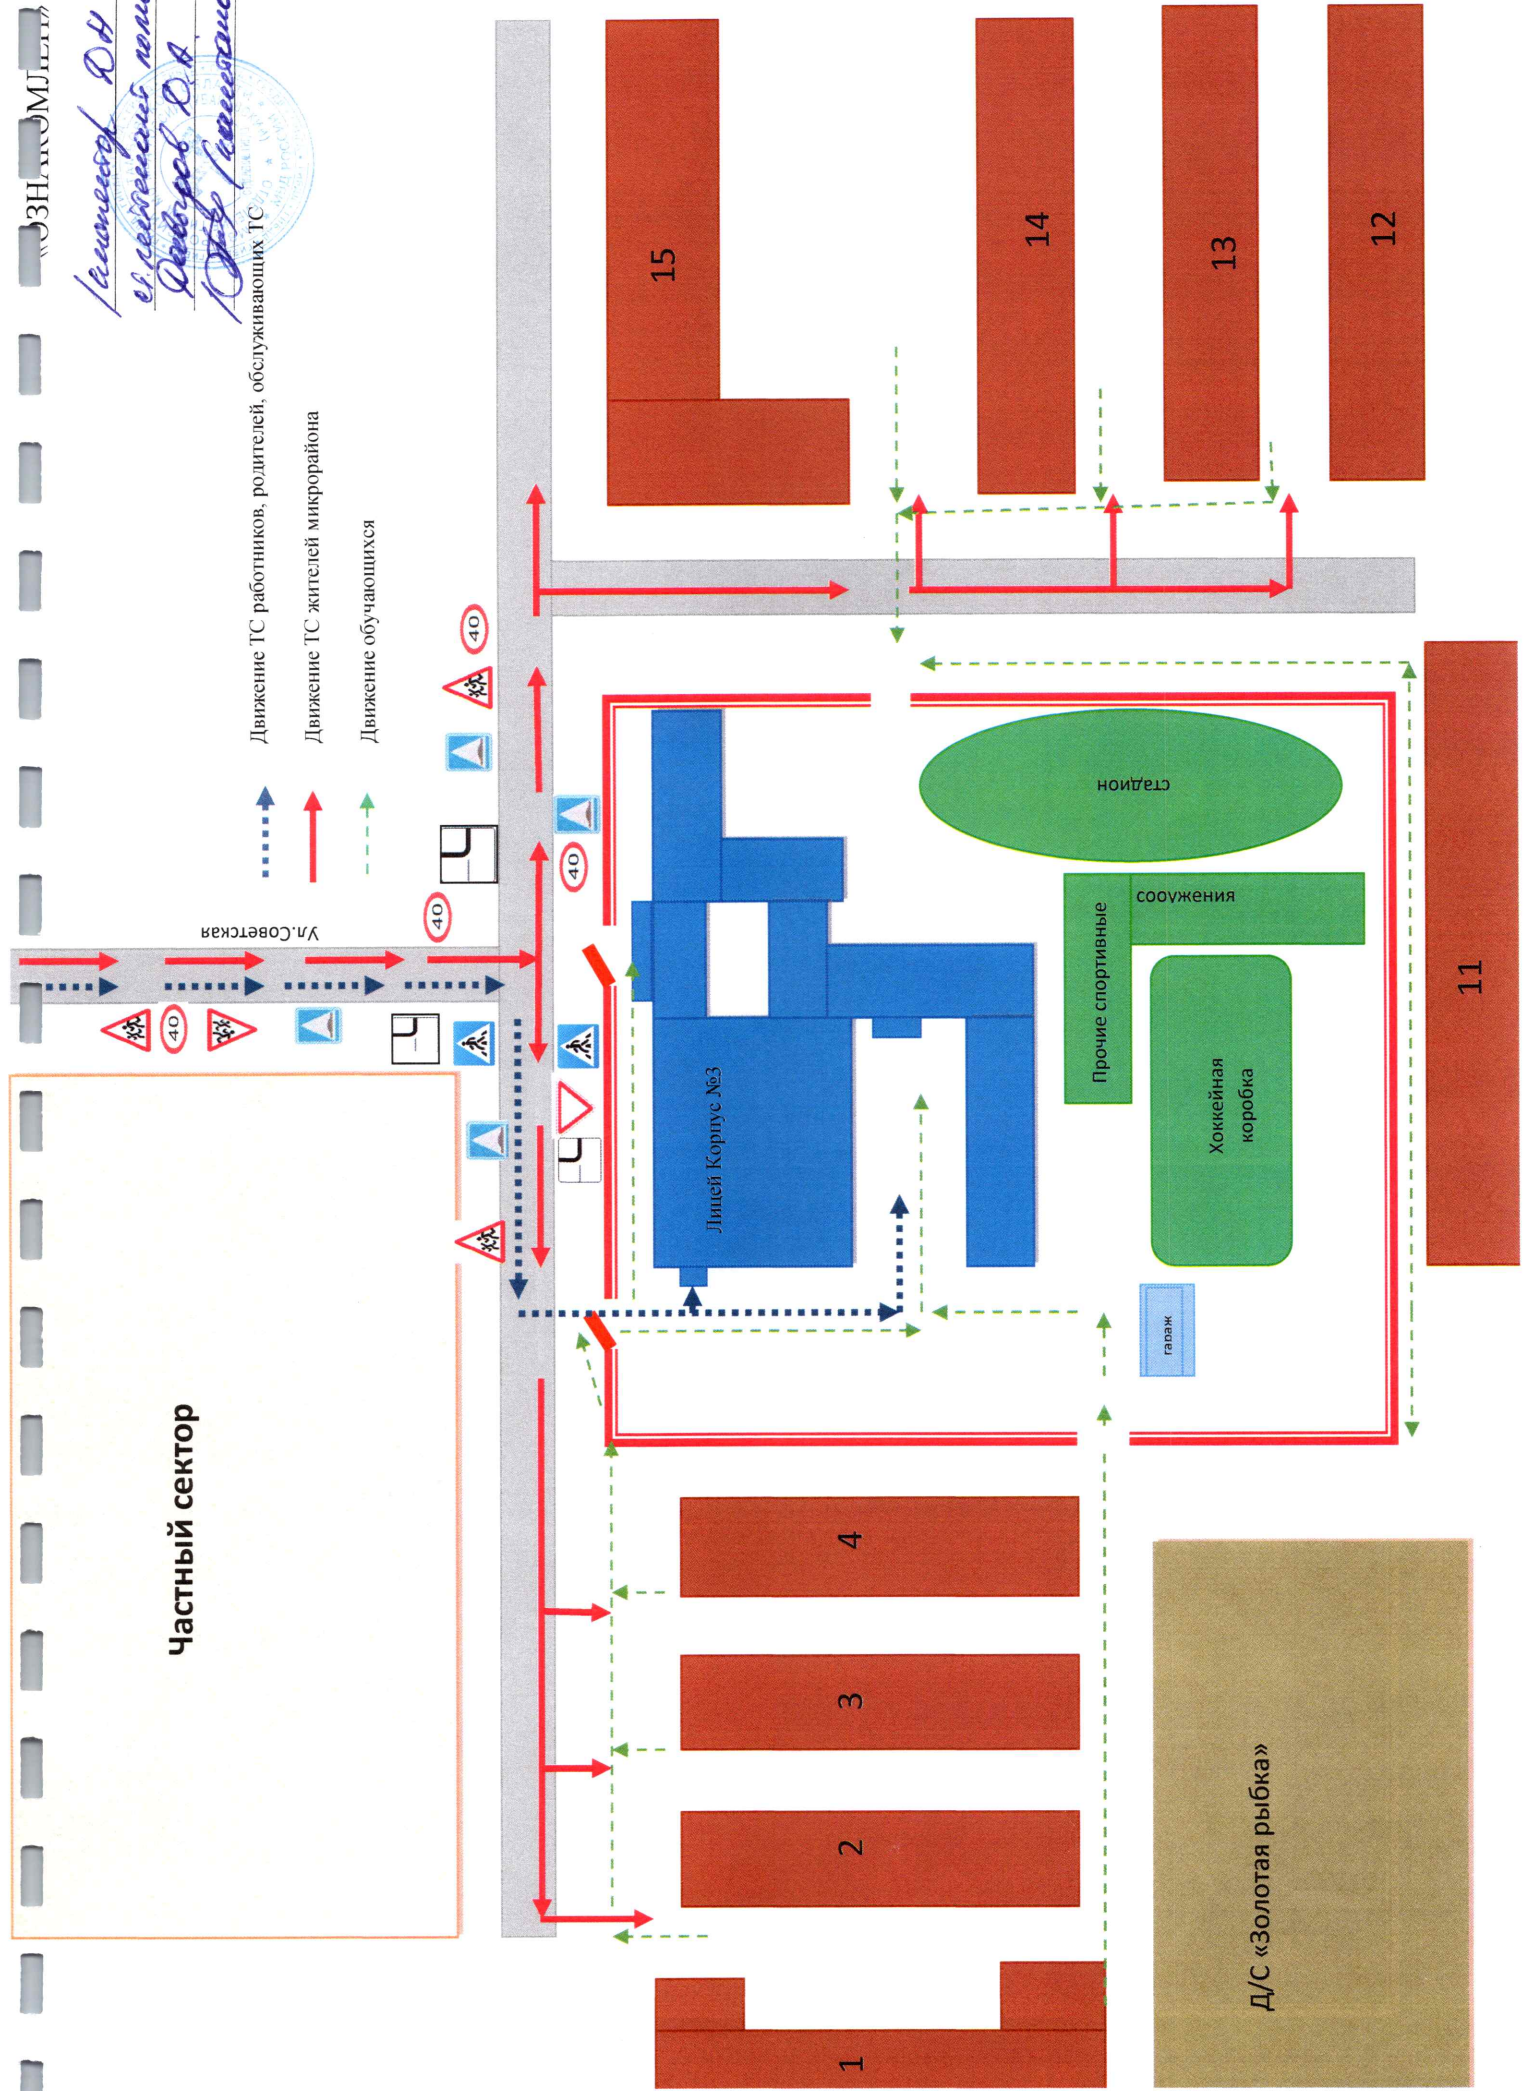 «ОЗНАКОМЛЕН»
Движение ТС работников, родителей, обслуживающих ТС
Движение ТС жителей микрорайона
Движение обучающихся
Ул.Советская
Частный сектор
40
40
40
40
Лицей Корпус №3
стадион
Прочие спортивные
сооружения
Хоккейная
коробка
гараж
15
14
13
12
11
4
3
2
1
Д/С «Золотая рыбка»